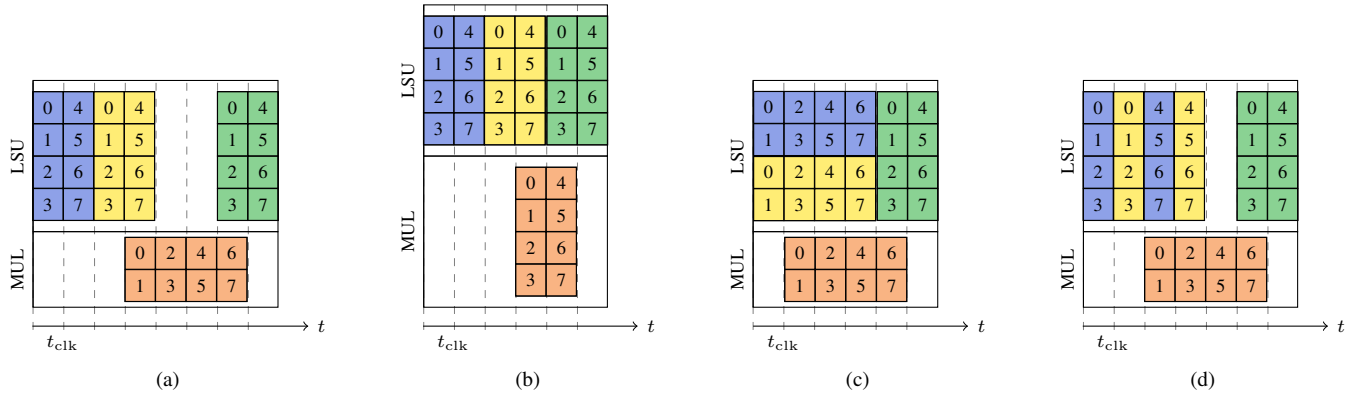 LSU
0 4 0 4 0 4
1 5 1 5 1 5
2 6 2 6 2 6
3 7 3 7 3 7
MUL
0 2 4 6
1 3 5 7
t
t_clk
(a)
LSU
0 4 0 4 0 4
1 5 1 5 1 5
2 6 2 6 2 6
3 7 3 7 3 7
MUL
0 4
1 5
2 6
3 7
t
t_clk
(b)
LSU
0 2 4 6 0 4
1 3 5 7 1 5
0 2 4 6 2 6
1 3 5 7 3 7
MUL
0 2 4 6
1 3 5 7
t
t_clk
(c)
LSU
0 0 4 4 0 4
1 1 5 5 1 5
2 2 6 6 2 6
3 3 7 7 3 7
MUL
0 2 4 6
1 3 5 7
t
t_clk
(d)